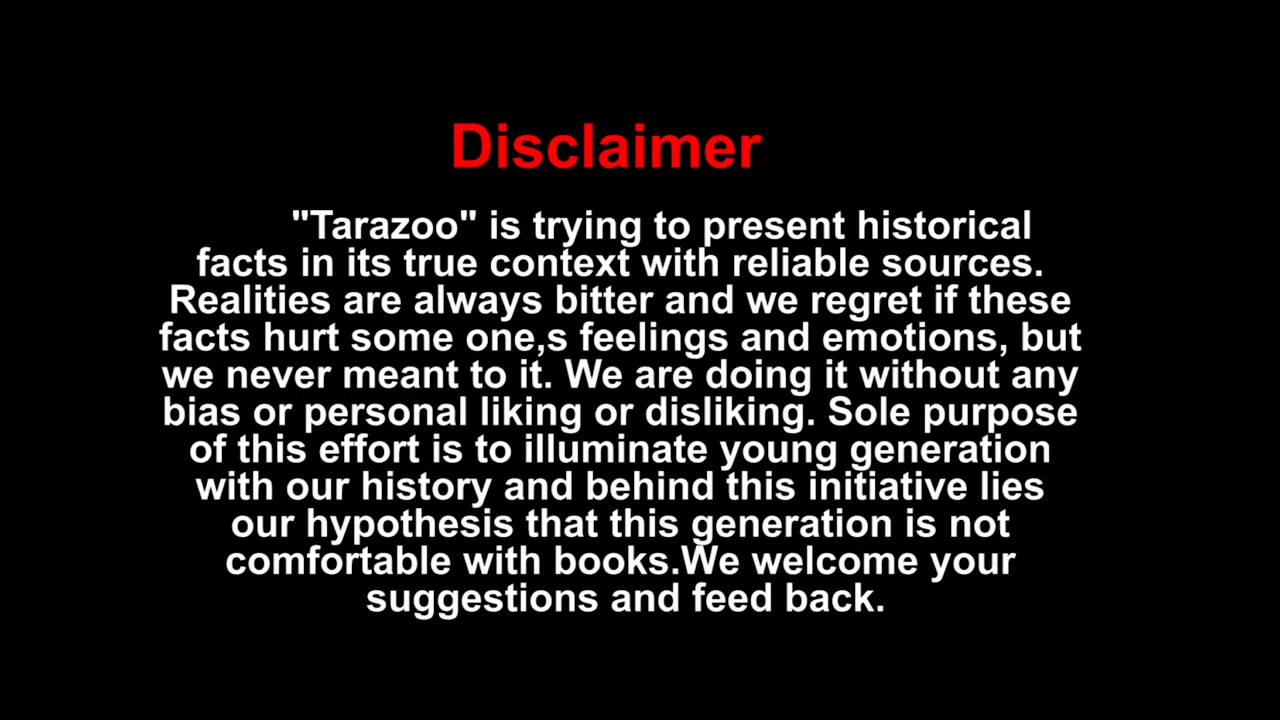 Disclaimer
"Tarazoo" is trying to present historical
facts in its true context with reliable sources.
Realities are always bitter and we regret if these
facts hurt some one,s feelings and emotions, but
we never meant to it. We are doing it without any
bias or personal liking or disliking. Sole purpose
of this effort is to illuminate young generation
with our history and behind this initiative lies
our hypothesis that this generation is not
comfortable with books.We welcome your
suggestions and feed back.